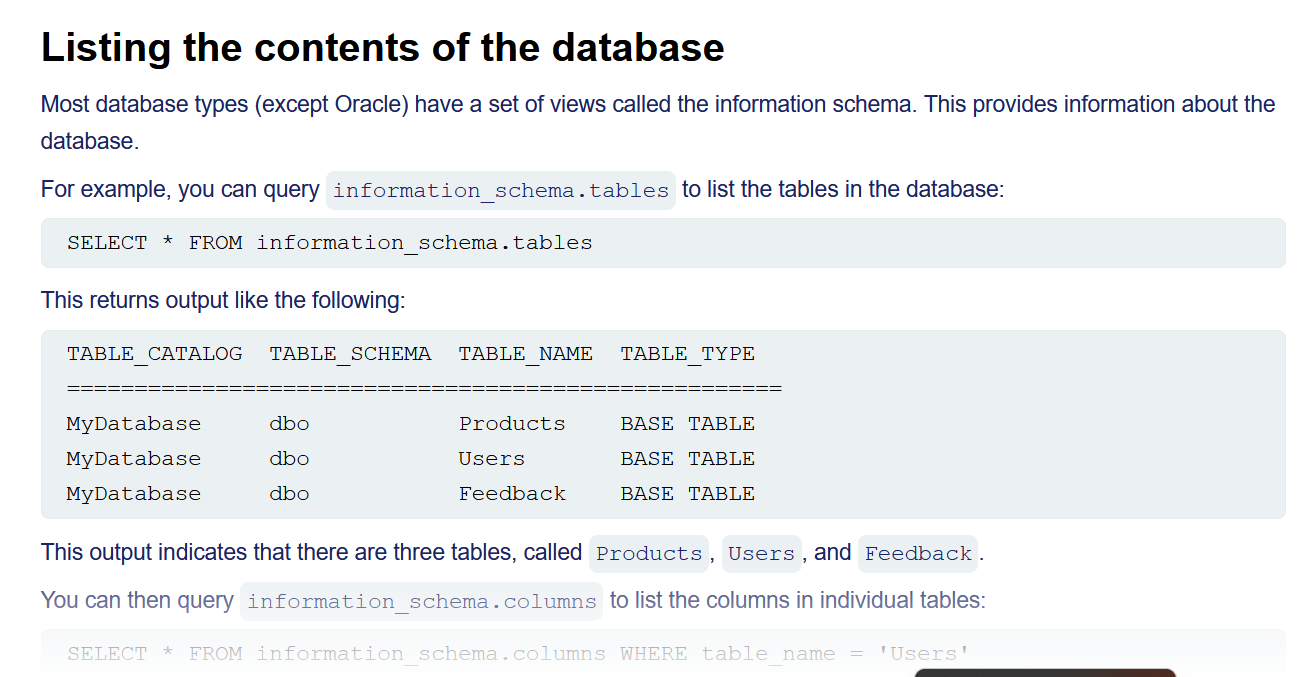 Listing the contents of the database
Most database types (except Oracle) have a set of views called the information schema. This provides information about the
database.
For example, you can query information_schema.tables to list the tables in the database:
SELECT * FROM information_schema.tables
This returns output like the following:
TABLE_CATALOG TABLE_SCHEMA TABLE_NAME TABLE_TYPE
=====================================================
MyDatabase dbo Products BASE TABLE
MyDatabase dbo Users BASE TABLE
MyDatabase dbo Feedback BASE TABLE
This output indicates that there are three tables, called Products, Users, and Feedback.
You can then query information_schema.columns to list the columns in individual tables:
SELECT * FROM information_schema.columns WHERE table_name = 'Users'